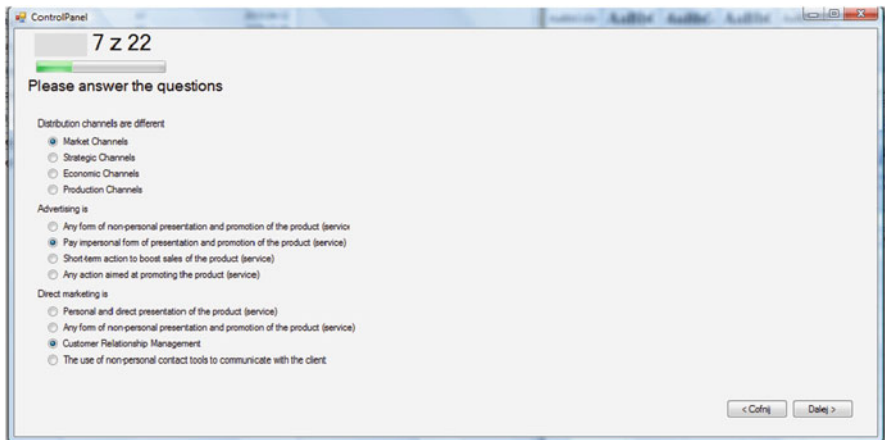 ControlPanel
7 z 22
Please answer the questions
Distribution channels are different
Market Channels
Strategic Channels
Economic Channels
Production Channels
Advertising is
Any form of non-personal presentation and promotion of the product (service
Pay impersonal form of presentation and promotion of the product (service)
Short-term action to boost sales of the product (service)
Any action aimed at promoting the product (service)
Direct marketing is
Personal and direct presentation of the product (service)
Any form of non-personal presentation and promotion of the product (service)
Customer Relationship Management
The use of non-personal contact tools to communicate with the client
< Cofnij
Dalej >